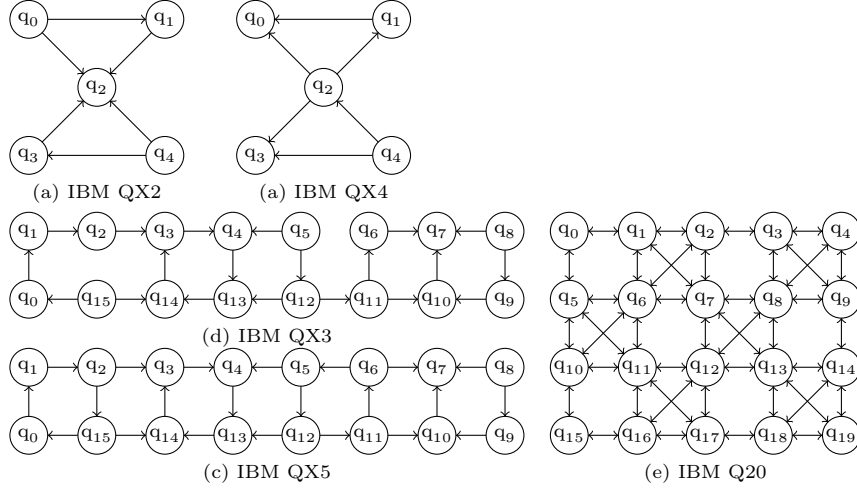 q0 q1 q0 q1
q2 q2
q3 q4 q3 q4
(a) IBM QX2 (a) IBM QX4
q1 q2 q3 q4 q5 q6 q7 q8
q0 q15 q14 q13 q12 q11 q10 q9
(d) IBM QX3
q1 q2 q3 q4 q5 q6 q7 q8
q0 q15 q14 q13 q12 q11 q10 q9
(c) IBM QX5
q0 q1 q2 q3 q4
q5 q6 q7 q8 q9
q10 q11 q12 q13 q14
q15 q16 q17 q18 q19
(e) IBM Q20